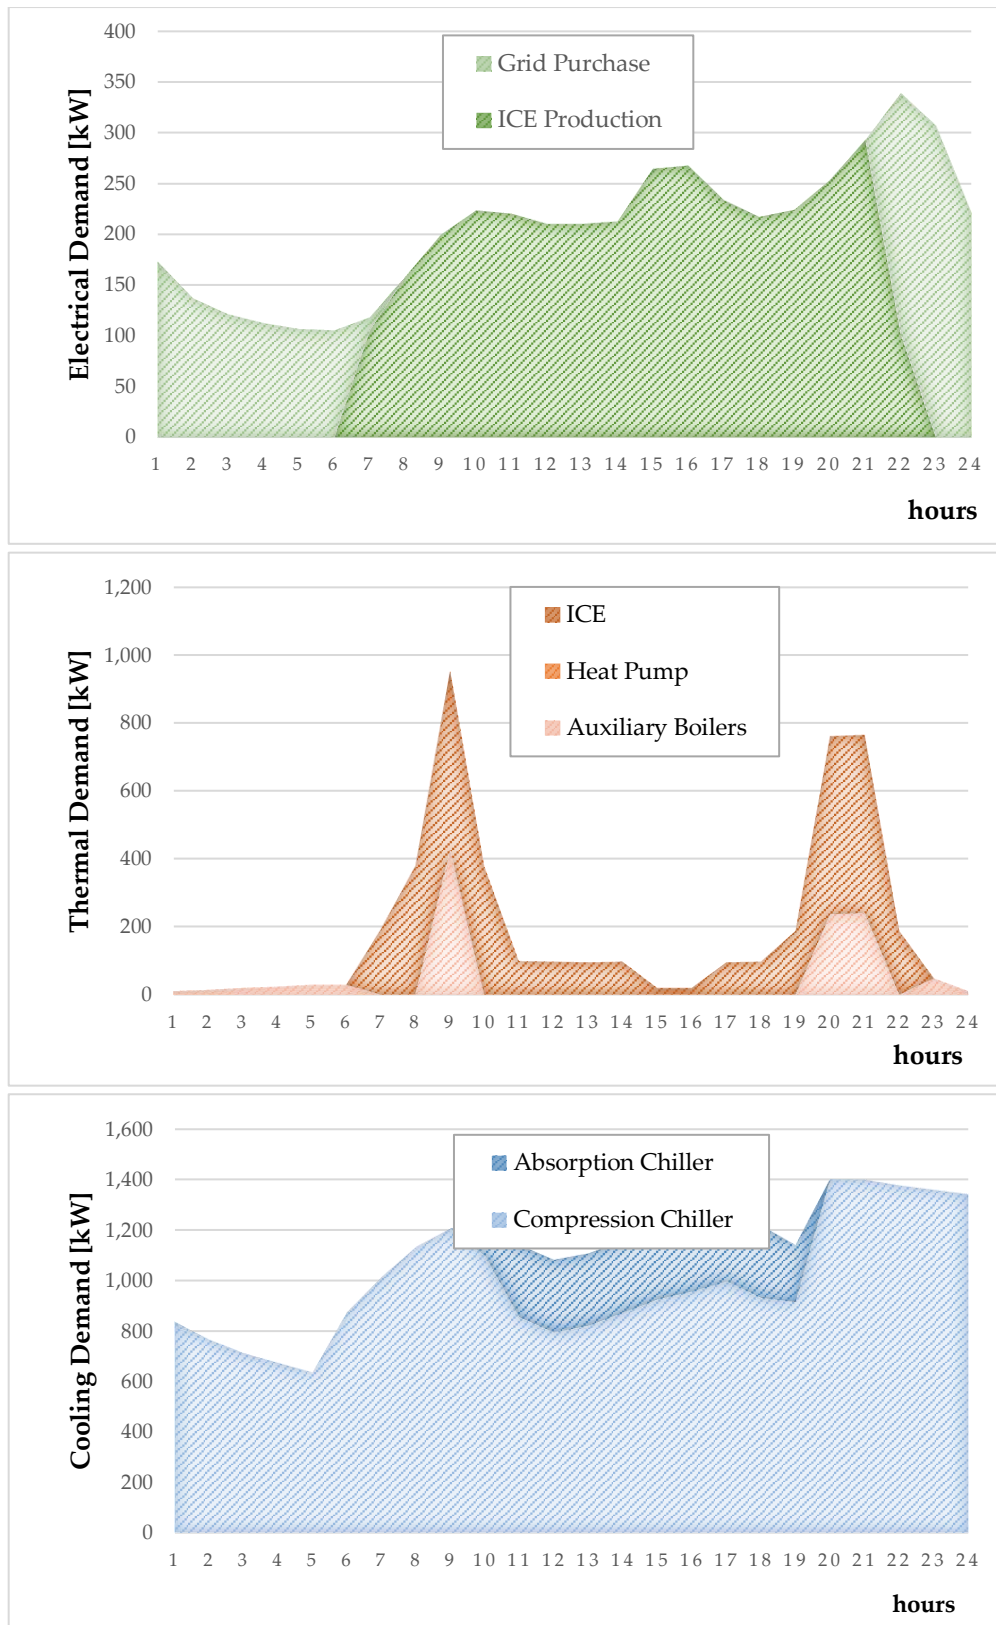 400
350
300
250
200
150
100
50
0
Electrical Demand [kW]
Grid Purchase
ICE Production
1 2 3 4 5 6 7 8 9 10 11 12 13 14 15 16 17 18 19 20 21 22 23 24
hours
1,200
1,000
800
600
400
200
0
Thermal Demand [kW]
ICE
Heat Pump
Auxiliary Boilers
1 2 3 4 5 6 7 8 9 10 11 12 13 14 15 16 17 18 19 20 21 22 23 24
hours
1,600
1,400
1,200
1,000
800
600
400
200
0
Cooling Demand [kW]
Absorption Chiller
Compression Chiller
1 2 3 4 5 6 7 8 9 10 11 12 13 14 15 16 17 18 19 20 21 22 23 24
hours